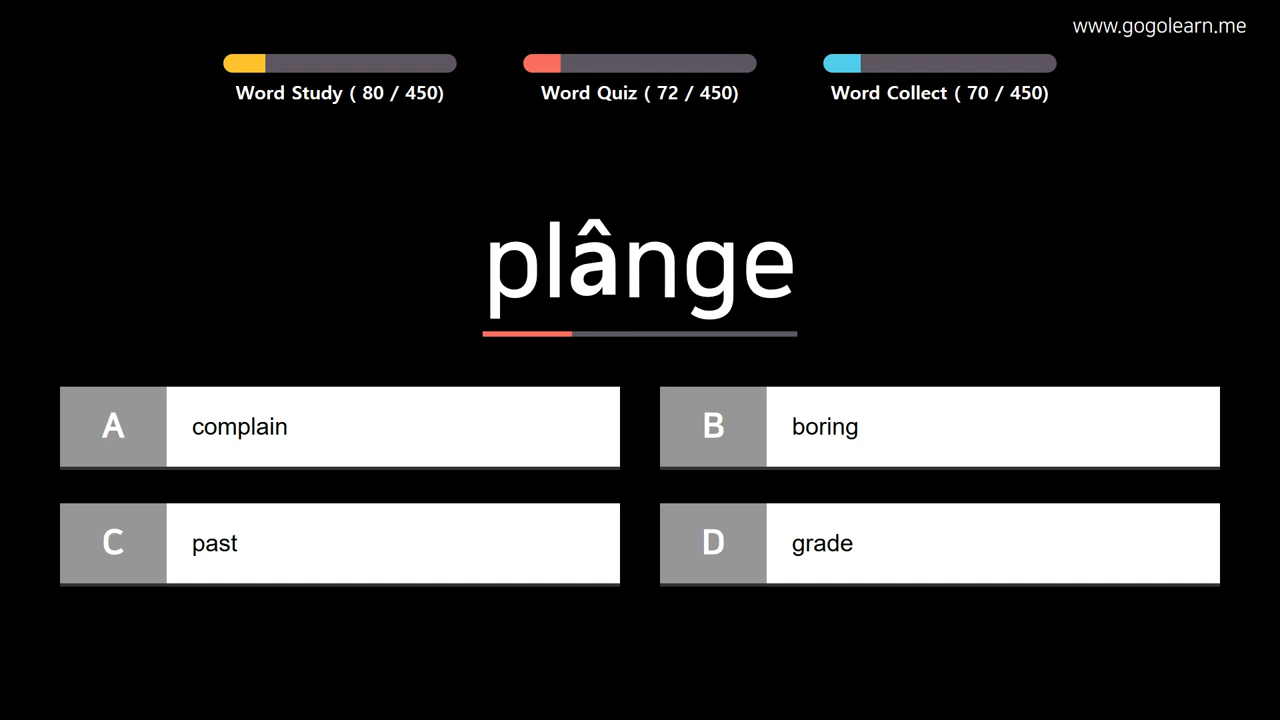 www.gogolearn.me
Word Study ( 80 / 450)
Word Quiz ( 72 / 450)
Word Collect ( 70 / 450)
plânge
A complain
B boring
C past
D grade